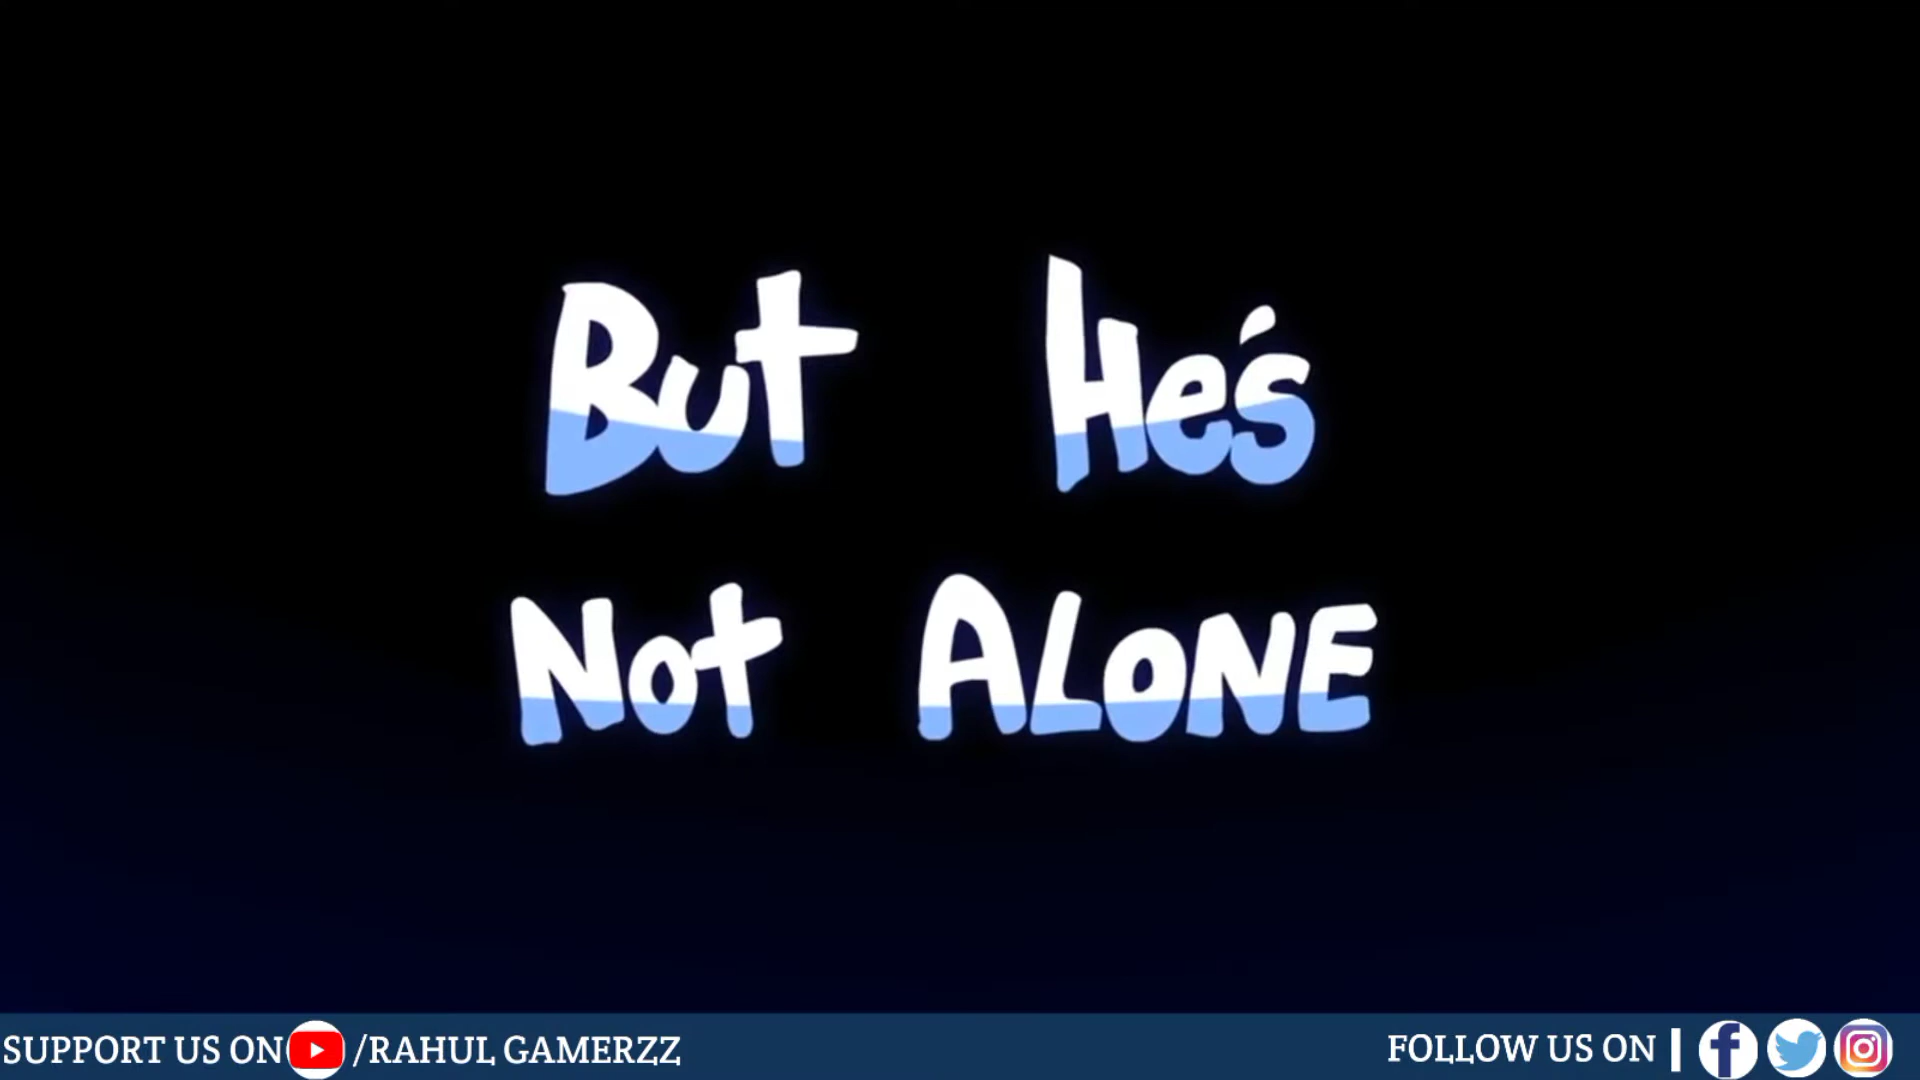 But He's
Not ALONE
SUPPORT US ON /RAHUL GAMERZZ
FOLLOW US ON |